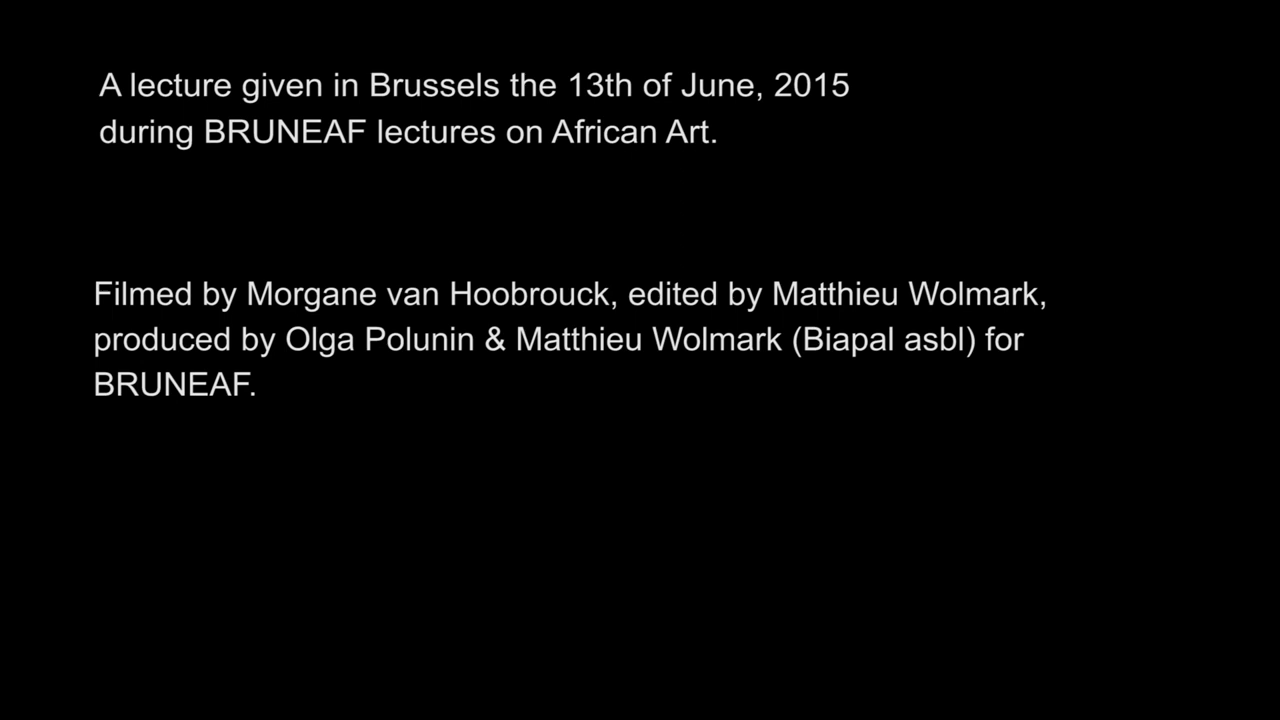 A lecture given in Brussels the 13th of June, 2015
during BRUNEAF lectures on African Art.
Filmed by Morgane van Hoobrouck, edited by Matthieu Wolmark,
produced by Olga Polunin & Matthieu Wolmark (Biapal asbl) for
BRUNEAF.